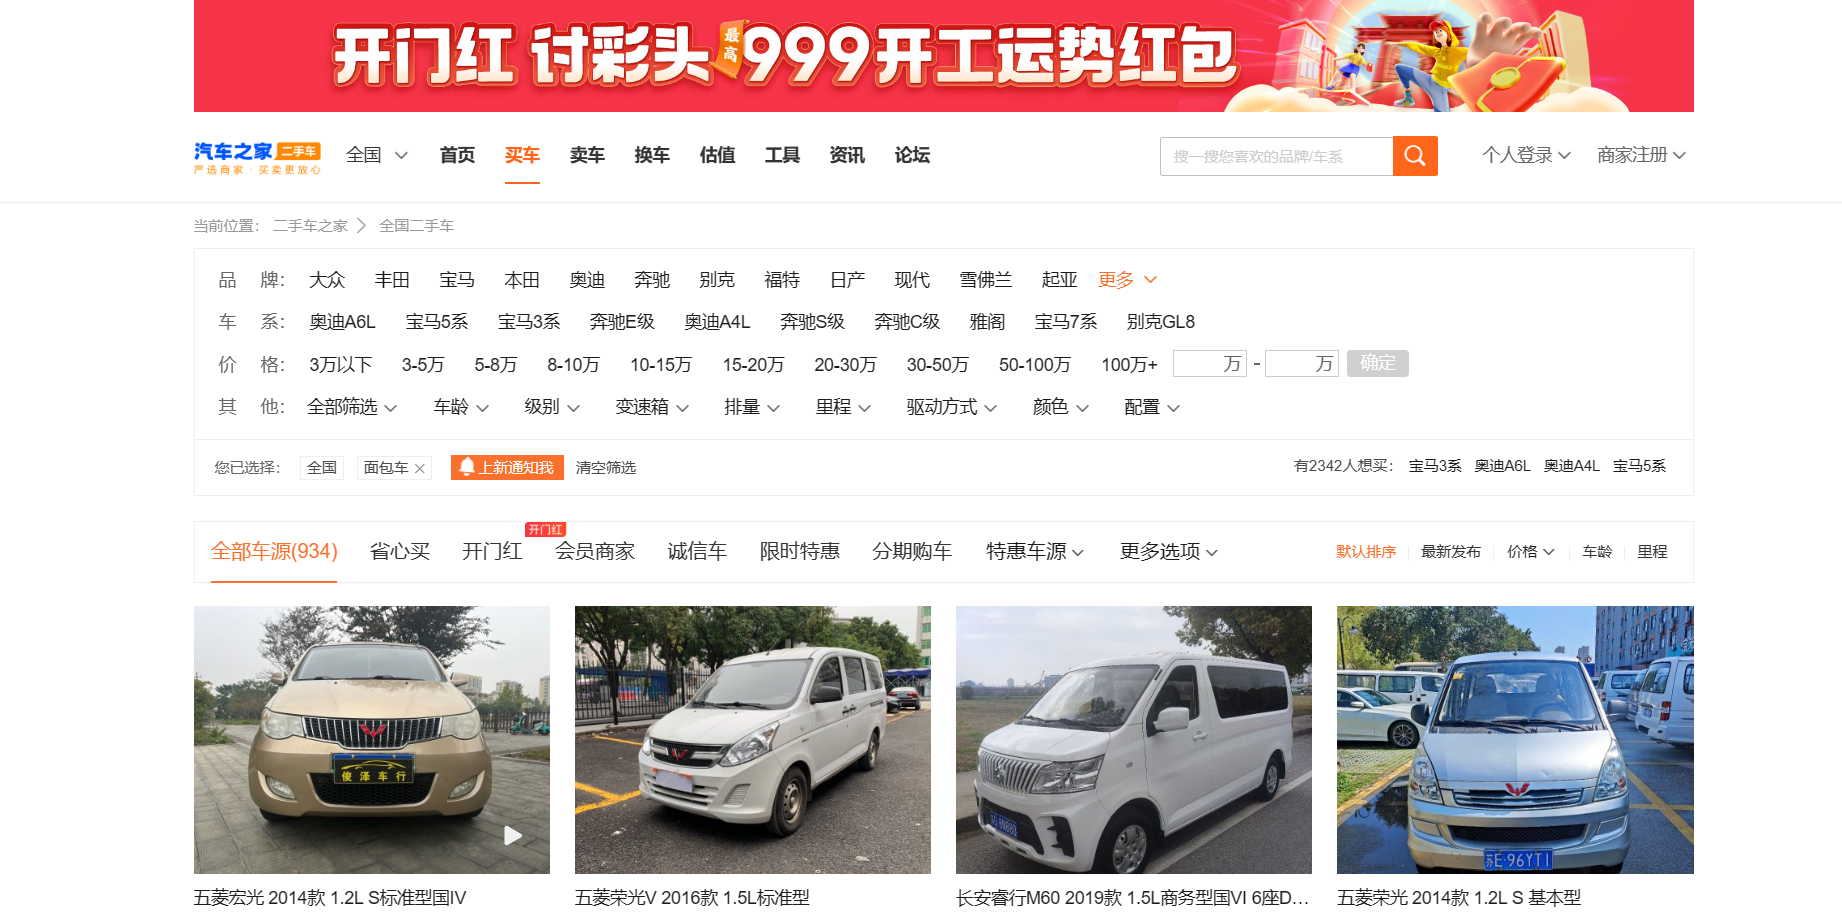 开门红 讨彩头 最高 999开工运势红包
汽车之家 二手车
严选商家·买卖更放心
全国 首页 买车 卖车 换车 估值 工具 资讯 论坛 搜一搜您喜欢的品牌/车系 个人登录 商家注册
当前位置： 二手车之家 全国二手车
品 牌： 大众 丰田 宝马 本田 奥迪 奔驰 别克 福特 日产 现代 雪佛兰 起亚 更多
车 系： 奥迪A6L 宝马5系 宝马3系 奔驰E级 奥迪A4L 奔驰S级 奔驰C级 雅阁 宝马7系 别克GL8
价 格： 3万以下 3-5万 5-8万 8-10万 10-15万 15-20万 20-30万 30-50万 50-100万 100万+ 万 - 万 确定
其 他： 全部筛选 车龄 级别 变速箱 排量 里程 驱动方式 颜色 配置
您已选择： 全国 面包车 上新通知我 清空筛选 有2342人想买： 宝马3系 奥迪A6L 奥迪A4L 宝马5系
开门红
全部车源(934) 省心买 开门红 会员商家 诚信车 限时特惠 分期购车 特惠车源 更多选项 默认排序 最新发布 价格 车龄 里程
俊泽车行
苏E·96YT1
五菱宏光 2014款 1.2L S标准型国IV
五菱荣光V 2016款 1.5L标准型
长安睿行M60 2019款 1.5L商务型国VI 6座D...
五菱荣光 2014款 1.2L S 基本型